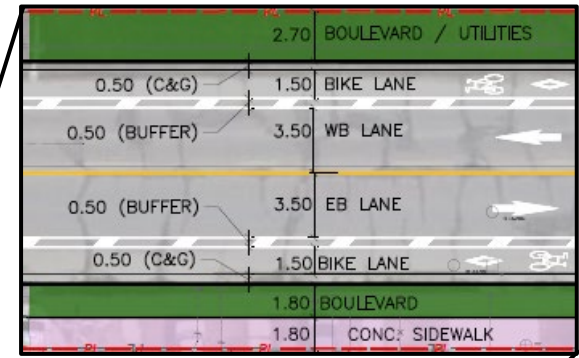 2.70 BOULEVARD / UTILITIES
0.50 (C&G) 1.50 BIKE LANE
0.50 (BUFFER) 3.50 WB LANE
0.50 (BUFFER) 3.50 EB LANE
0.50 (C&G) 1.50 BIKE LANE
1.80 BOULEVARD
1.80 CONC. SIDEWALK